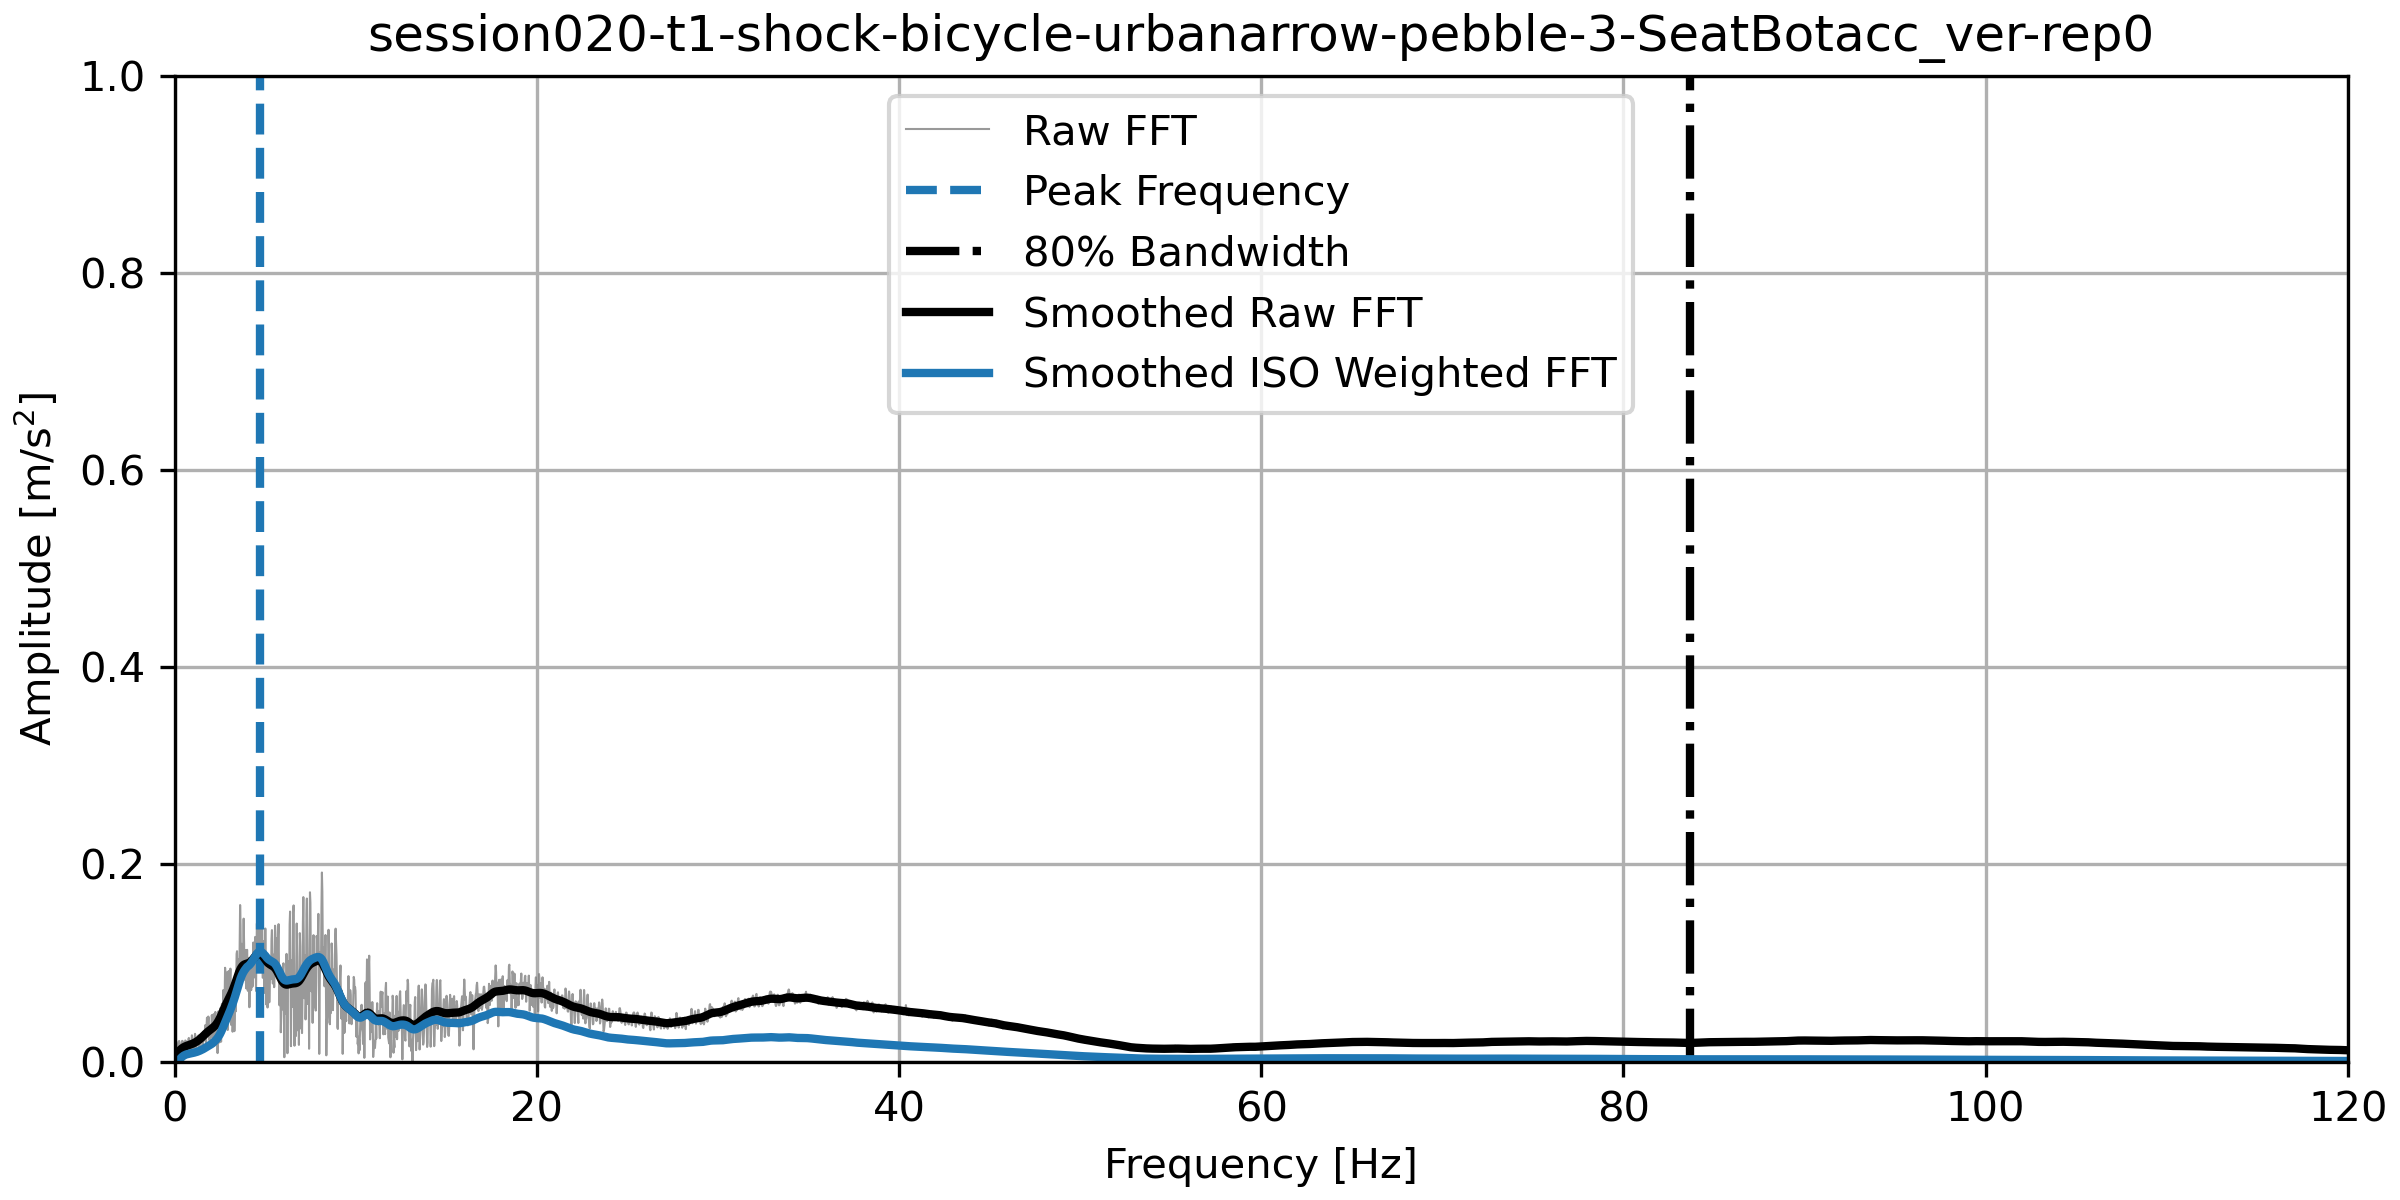 session020-t1-shock-bicycle-urbanarrow-pebble-3-SeatBotacc_ver-rep0
1.0
0.8
0.6
0.4
0.2
0.0
Amplitude [m/s²]
Raw FFT
Peak Frequency
80% Bandwidth
Smoothed Raw FFT
Smoothed ISO Weighted FFT
0 20 40 60 80 100 120
Frequency [Hz]